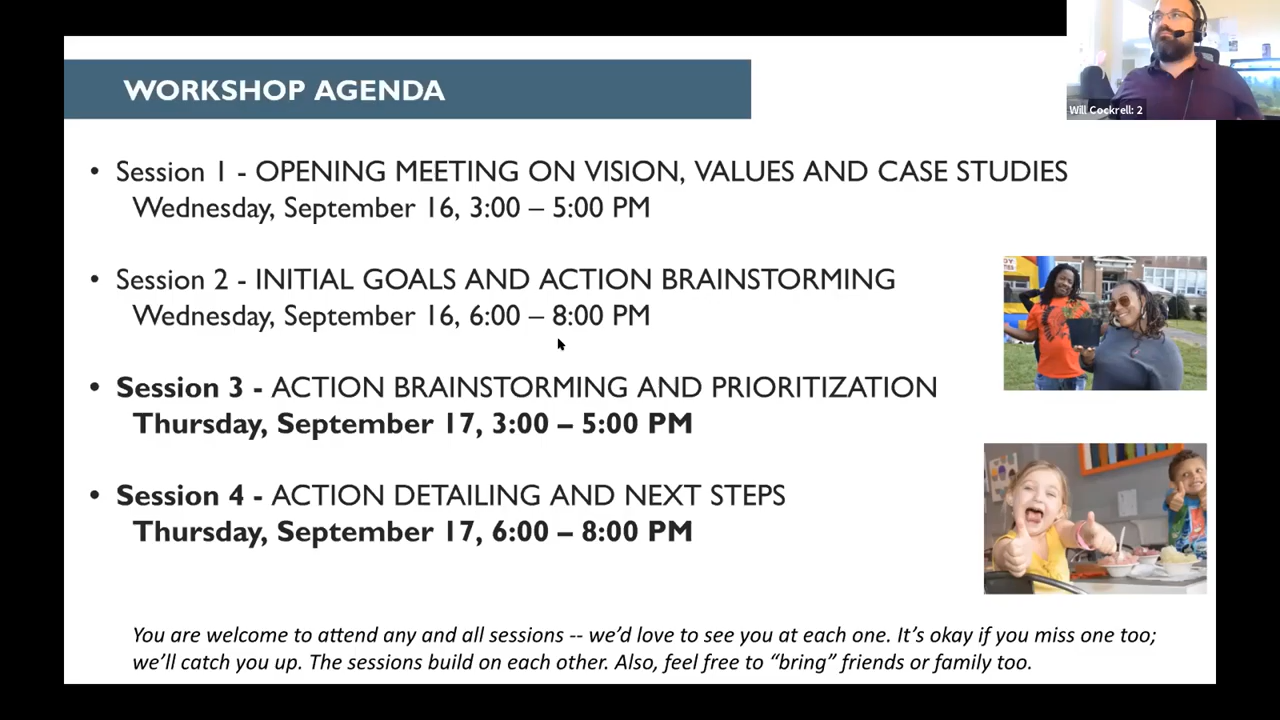 WORKSHOP AGENDA
Will Cockrell: 2
• Session 1 - OPENING MEETING ON VISION, VALUES AND CASE STUDIES
Wednesday, September 16, 3:00 – 5:00 PM
• Session 2 - INITIAL GOALS AND ACTION BRAINSTORMING
Wednesday, September 16, 6:00 – 8:00 PM
• Session 3 - ACTION BRAINSTORMING AND PRIORITIZATION
Thursday, September 17, 3:00 – 5:00 PM
• Session 4 - ACTION DETAILING AND NEXT STEPS
Thursday, September 17, 6:00 – 8:00 PM
You are welcome to attend any and all sessions -- we’d love to see you at each one. It’s okay if you miss one too;
we’ll catch you up. The sessions build on each other. Also, feel free to “bring” friends or family too.